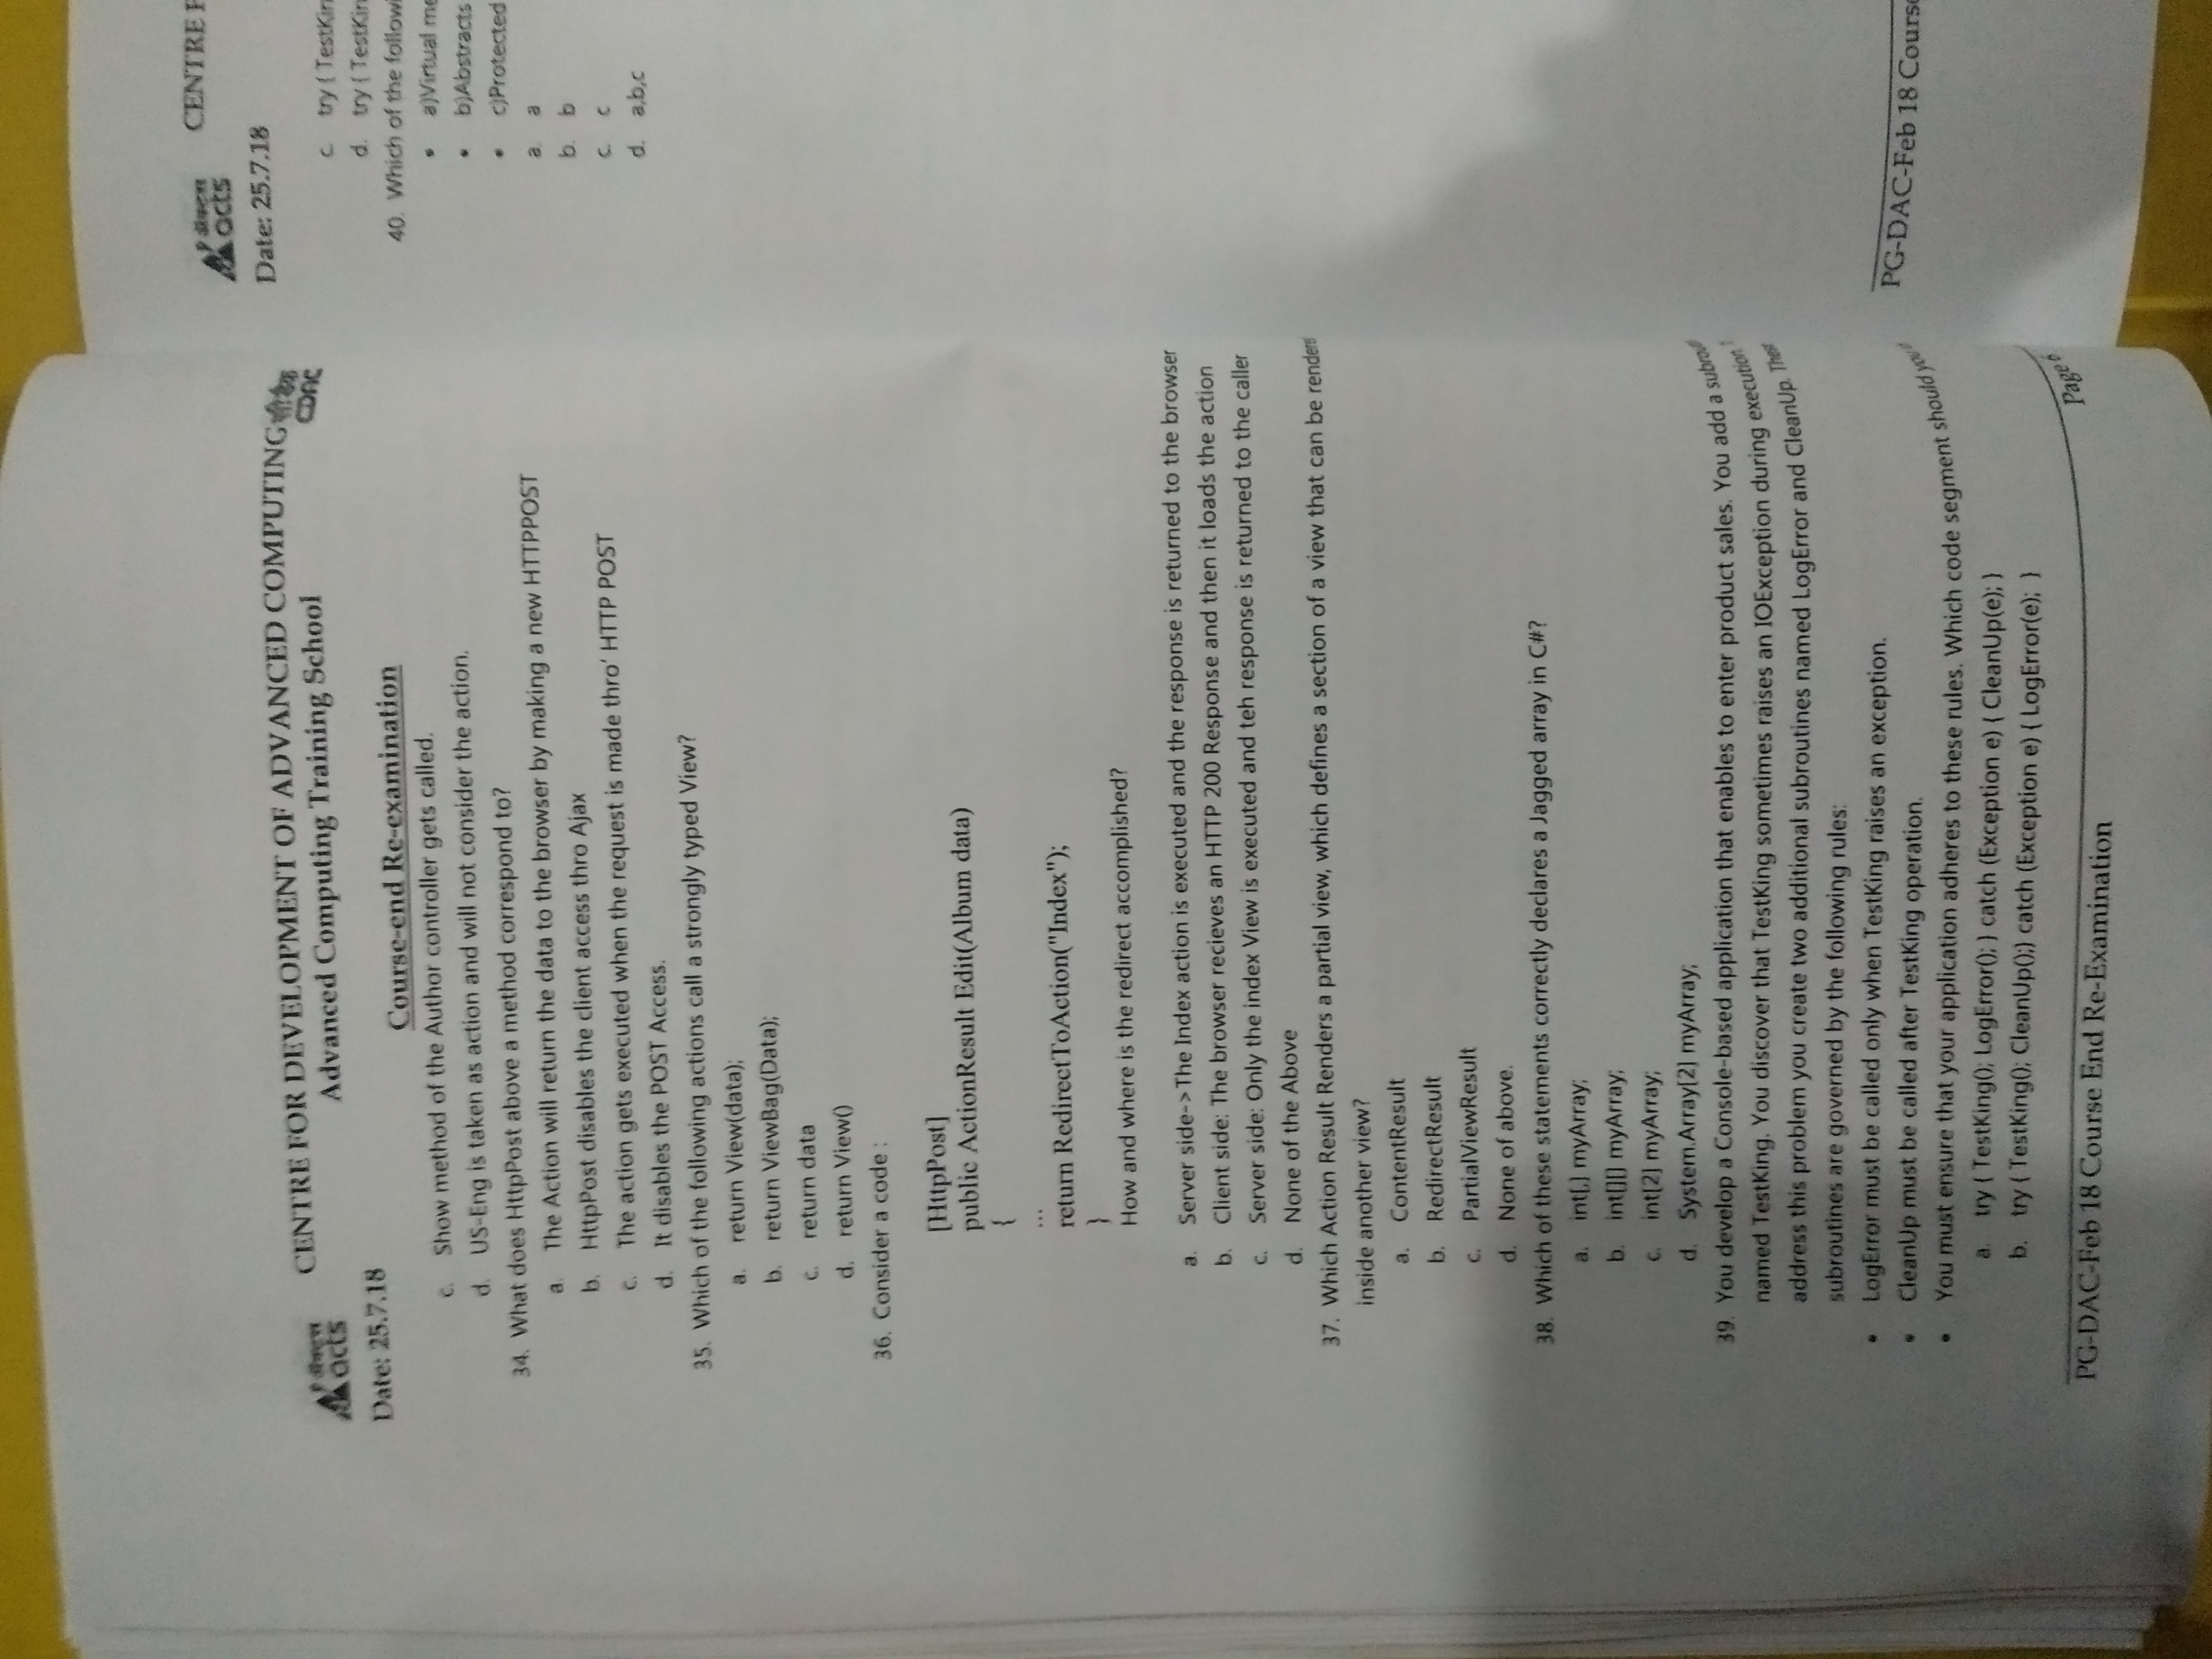 ऐक्ट्स
acts
CENTRE FOR DEVELOPMENT OF ADVANCED COMPUTING
Advanced Computing Training School
सी डैक
CDAC
Date: 25.7.18
Course-end Re-examination
c. Show method of the Author controller gets called.
d. US-Eng is taken as action and will not consider the action.
34. What does HttpPost above a method correspond to?
a. The Action will return the data to the browser by making a new HTTPPOST
b. HttpPost disables the client access thro Ajax
c. The action gets executed when the request is made thro' HTTP POST
d. It disables the POST Access.
35. Which of the following actions call a strongly typed View?
a. return View(data);
b. return ViewBag(Data);
c. return data
d. return View()
36. Consider a code :
[HttpPost]
public ActionResult Edit(Album data)
{
...
return RedirectToAction("Index");
}
How and where is the redirect accomplished?
a. Server side->The Index action is executed and the response is returned to the browser
b. Client side: The browser recieves an HTTP 200 Response and then it loads the action
c. Server side: Only the index View is executed and teh response is returned to the caller
d. None of the Above
37. Which Action Result Renders a partial view, which defines a section of a view that can be
inside another view?
a. ContentResult
b. RedirectResult
c. PartialViewResult
d. None of above.
38. Which of these statements correctly declares a Jagged array in C#?
a. int[,] myArray;
b. int[][] myArray;
c. int[2] myArray;
d. System.Array[2] myArray;
39. You develop a Console-based application that enables to enter product sales. You add a
named TestKing. You discover that TestKing sometimes raises an IOException during execution
address this problem you create two additional subroutines named LogError and CleanUp. These
subroutines are governed by the following rules:
• LogError must be called only when TestKing raises an exception.
• CleanUp must be called after TestKing operation.
• You must ensure that your application adheres to these rules. Which code segment should you
a. try { TestKing(); LogError(); } catch (Exception e) { CleanUp(e); }
b. try { TestKing(); CleanUp();} catch (Exception e) { LogError(e); }
PG-DAC-Feb 18 Course End Re-Examination
Page 6
ऐक्ट्स
acts
CENTRE F
Date: 25.7.18
c. try { TestKin
d. try { TestKin
40. Which of the followi
• a)Virtual me
• b)Abstracts
• c)Protected
a. a
b. b
c. c
d. a,b,c
PG-DAC-Feb 18 Course